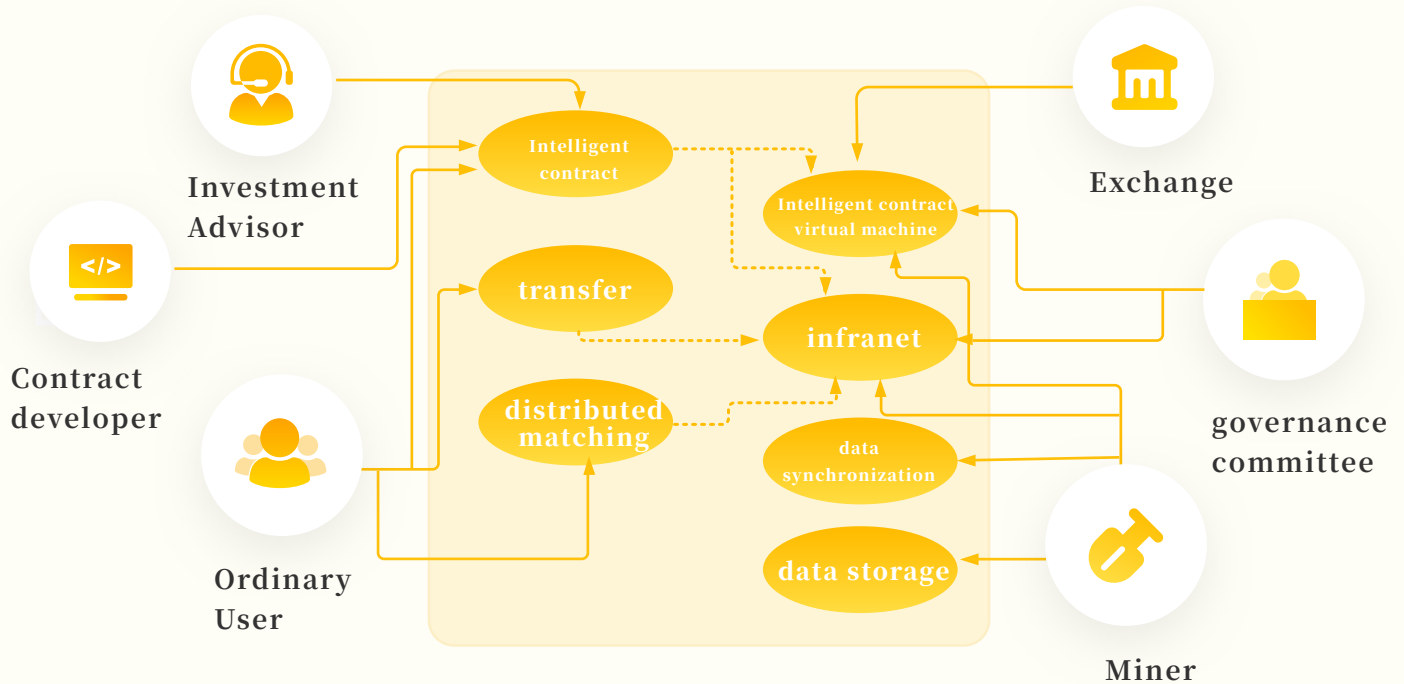 Investment
Advisor
Contract
developer
Ordinary
User
</>
Intelligent
contract
transfer
distributed
matching
Intelligent contract
virtual machine
infranet
data
synchronization
data storage
Exchange
governance
committee
Miner